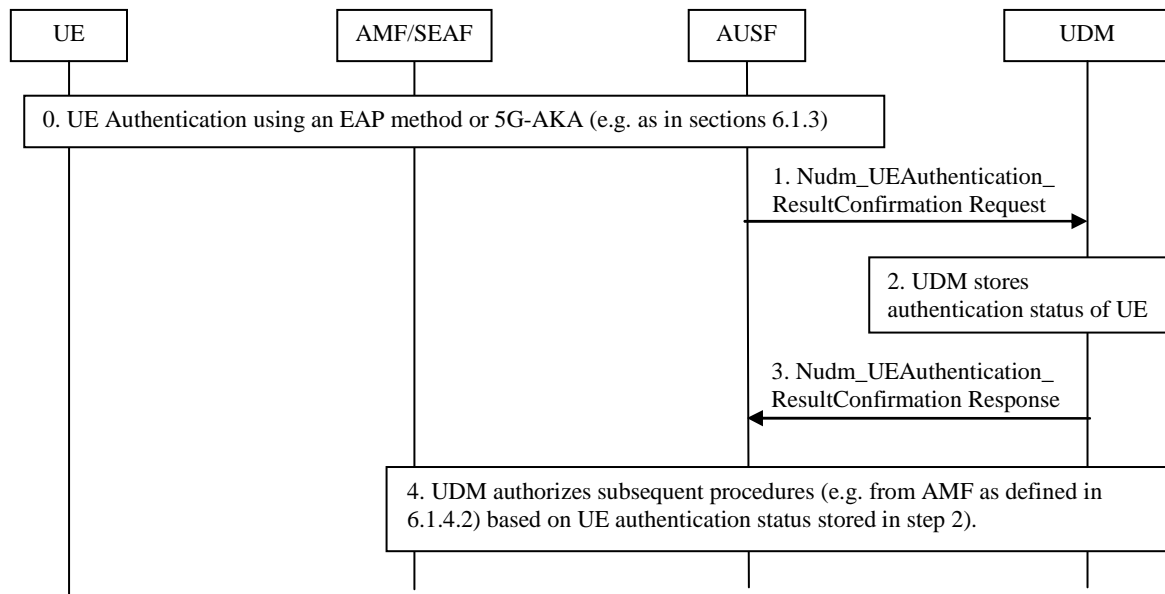 UE
AMF/SEAF
AUSF
UDM
0. UE Authentication using an EAP method or 5G-AKA (e.g. as in sections 6.1.3)
1. Nudm_UEAuthentication_
ResultConfirmation Request
2. UDM stores
authentication status of UE
3. Nudm_UEAuthentication_
ResultConfirmation Response
4. UDM authorizes subsequent procedures (e.g. from AMF as defined in
6.1.4.2) based on UE authentication status stored in step 2).